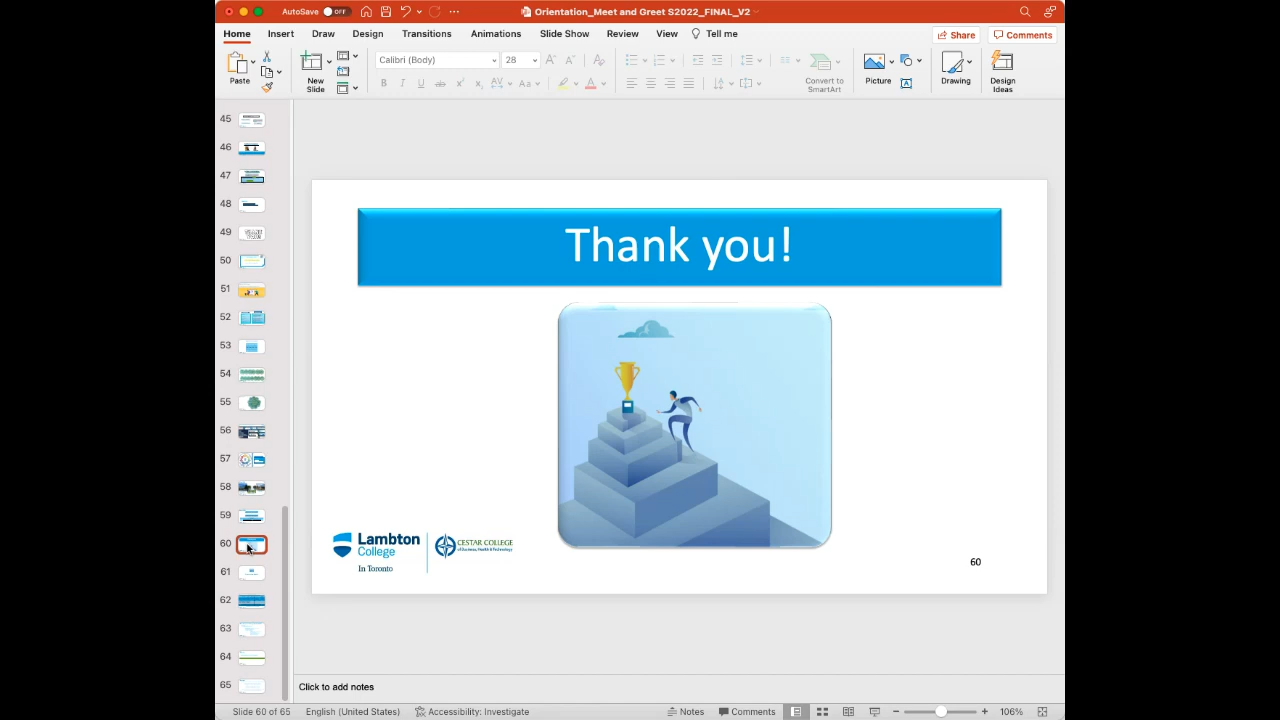 AutoSave OFF
Orientation_Meet and Greet S2022_FINAL_V2
Home Insert Draw Design Transitions Animations Slide Show Review View Tell me
Share Comments
Paste
New Slide
Calibri (Body) 28
Convert to SmartArt
Picture
Drawing
Design Ideas
45
46
47
48
49
50
51
52
53
54
55
56
57
58
59
60
61
62
63
64
65
Thank you!
Lambton College
In Toronto
CESTAR COLLEGE
of Business, Health & Technology
60
Click to add notes
Slide 60 of 65 English (United States) Accessibility: Investigate Notes Comments 106%